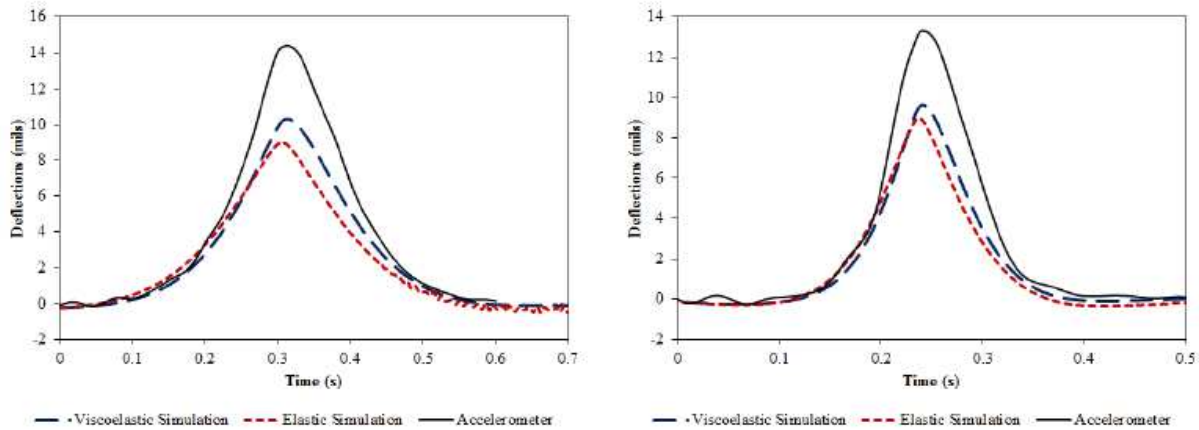 16
14
12
10
8
6
4
2
0
-2
Deflections (mils)
0 0.1 0.2 0.3 0.4 0.5 0.6 0.7
Time (s)
Viscoelastic Simulation Elastic Simulation Accelerometer
14
12
10
8
6
4
2
0
-2
Deflections (mils)
0 0.1 0.2 0.3 0.4 0.5
Time (s)
Viscoelastic Simulation Elastic Simulation Accelerometer